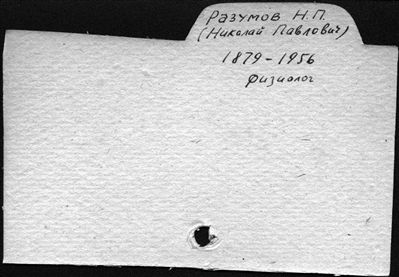 Разумов Н.П.
(Николай Павлович)
1879-1956
физиолог